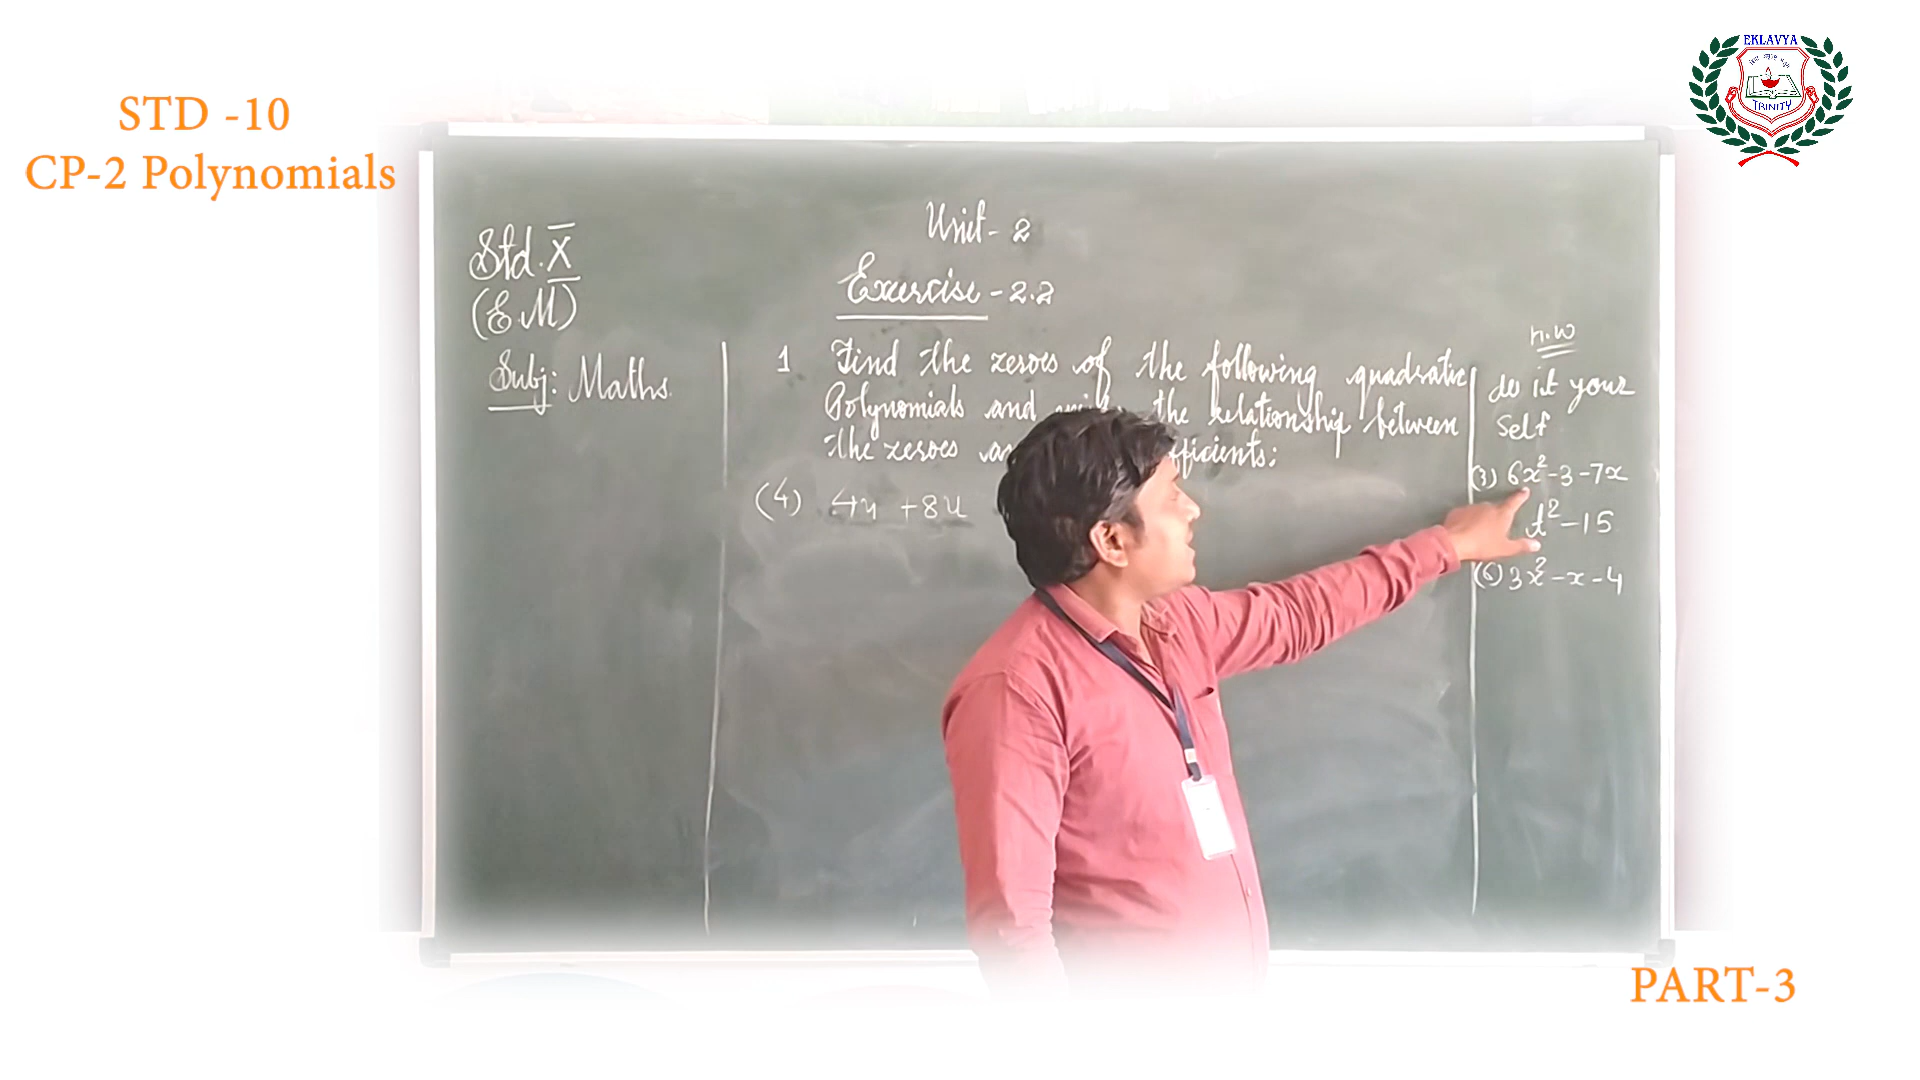 STD -10
CP-2 Polynomials
EKLAVYA
TRINITY
Std. X
(E.M)
Subj: Maths.
Unit - 2
Exercise - 2.2
1 Find the zeroes of the following quadratic
Polynomials and the relationship between
the zeroes
(4) 4u + 8u
H.W
do it your
self
(3) 6x² - 3 - 7x
t² - 15
(6) 3x² - x - 4
PART-3